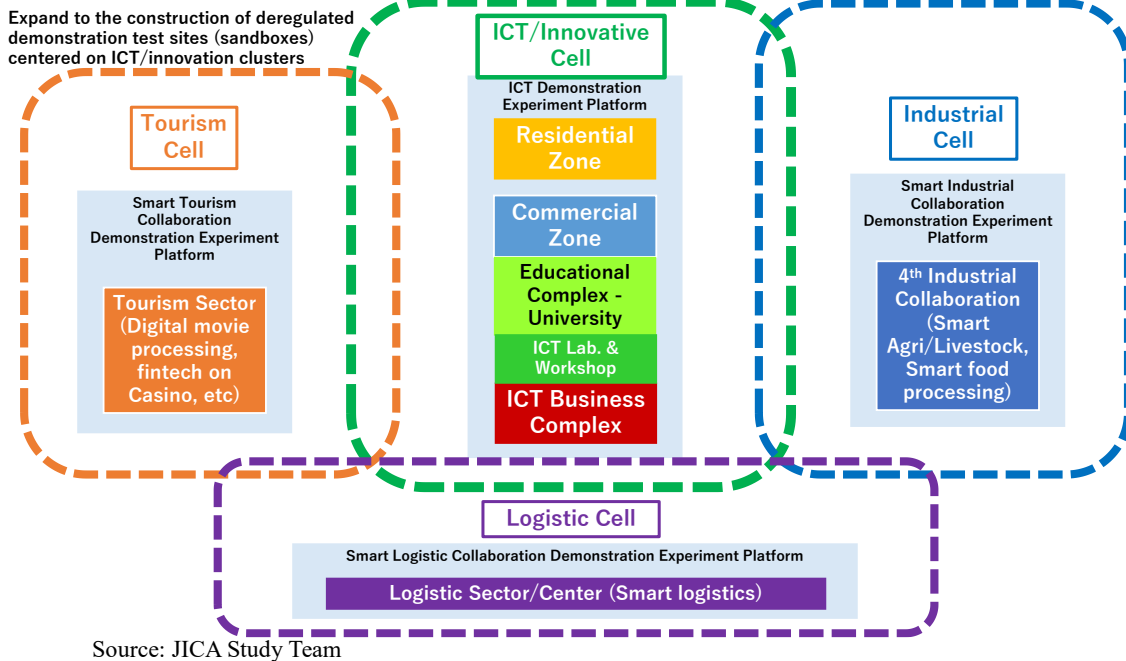 Expand to the construction of deregulated
demonstration test sites (sandboxes)
centered on ICT/innovation clusters
Tourism
Cell
Smart Tourism
Collaboration
Demonstration Experiment
Platform
Tourism Sector
(Digital movie
processing,
fintech on
Casino, etc)
ICT/Innovative
Cell
ICT Demonstration
Experiment Platform
Residential
Zone
Commercial
Zone
Educational
Complex -
University
ICT Lab. &
Workshop
ICT Business
Complex
Industrial
Cell
Smart Industrial
Collaboration
Demonstration Experiment
Platform
4th Industrial
Collaboration
(Smart
Agri/Livestock,
Smart food
processing)
Logistic Cell
Smart Logistic Collaboration Demonstration Experiment Platform
Logistic Sector/Center (Smart logistics)
Source: JICA Study Team